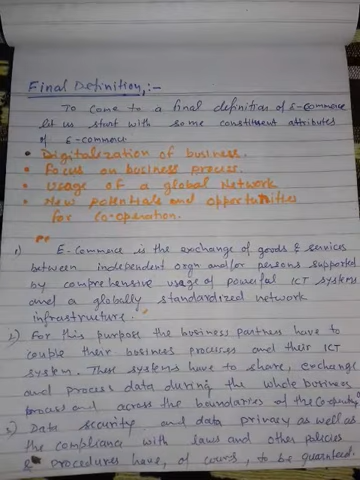 Final Definition:-
To come to a final definition of E-Commerce
let us start with some constituent attributes
of E-commerce.
• Digitalization of business.
• Focus on business process.
• Usage of a global Network
• New potentials and opportunities
for co-operation.
1) E-Commerce is the exchange of goods & services
between independent orgn and/or persons supported
by comprehensive usage of powerful ICT systems
and a globally standardized network
infrastructure.
2) For this purpose the business partners have to
couple their business processes and their ICT
system. These systems have to share, exchange
and process data during the whole business
process and across the boundaries of the
3) Data security and data privacy as well as
the compliance with laws and other policies
& procedures have, of cours, to be guaranteed.